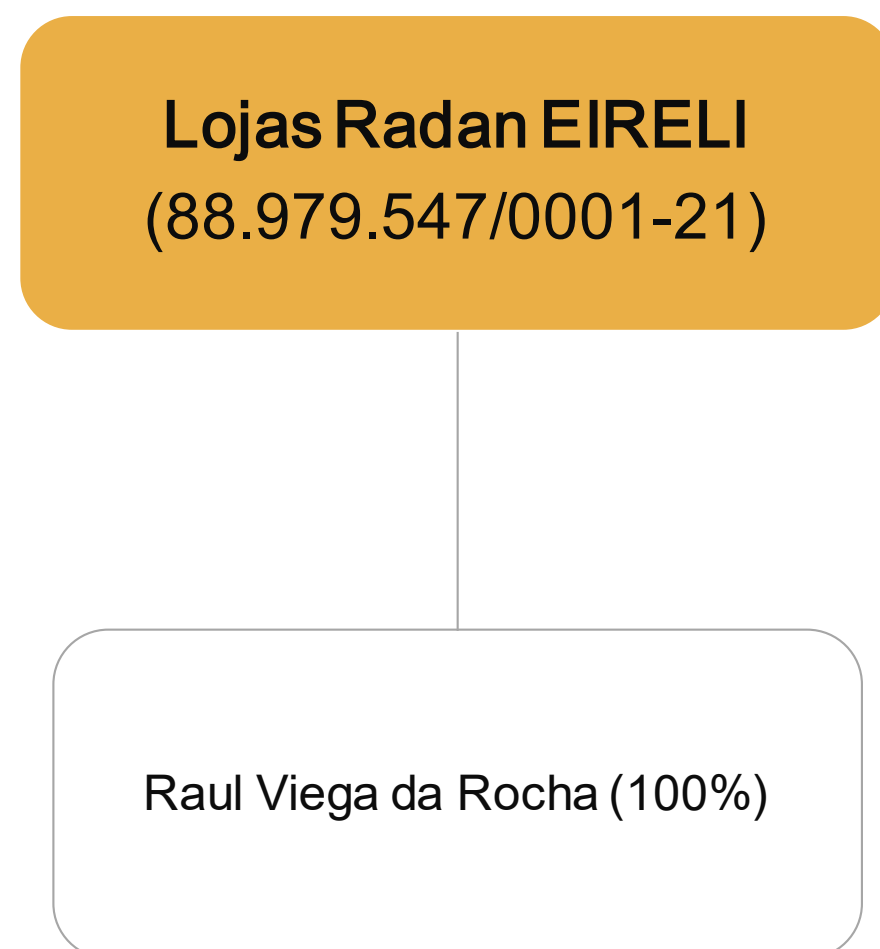 Lojas Radan EIRELI
(88.979.547/0001-21)
Raul Viega da Rocha (100%)